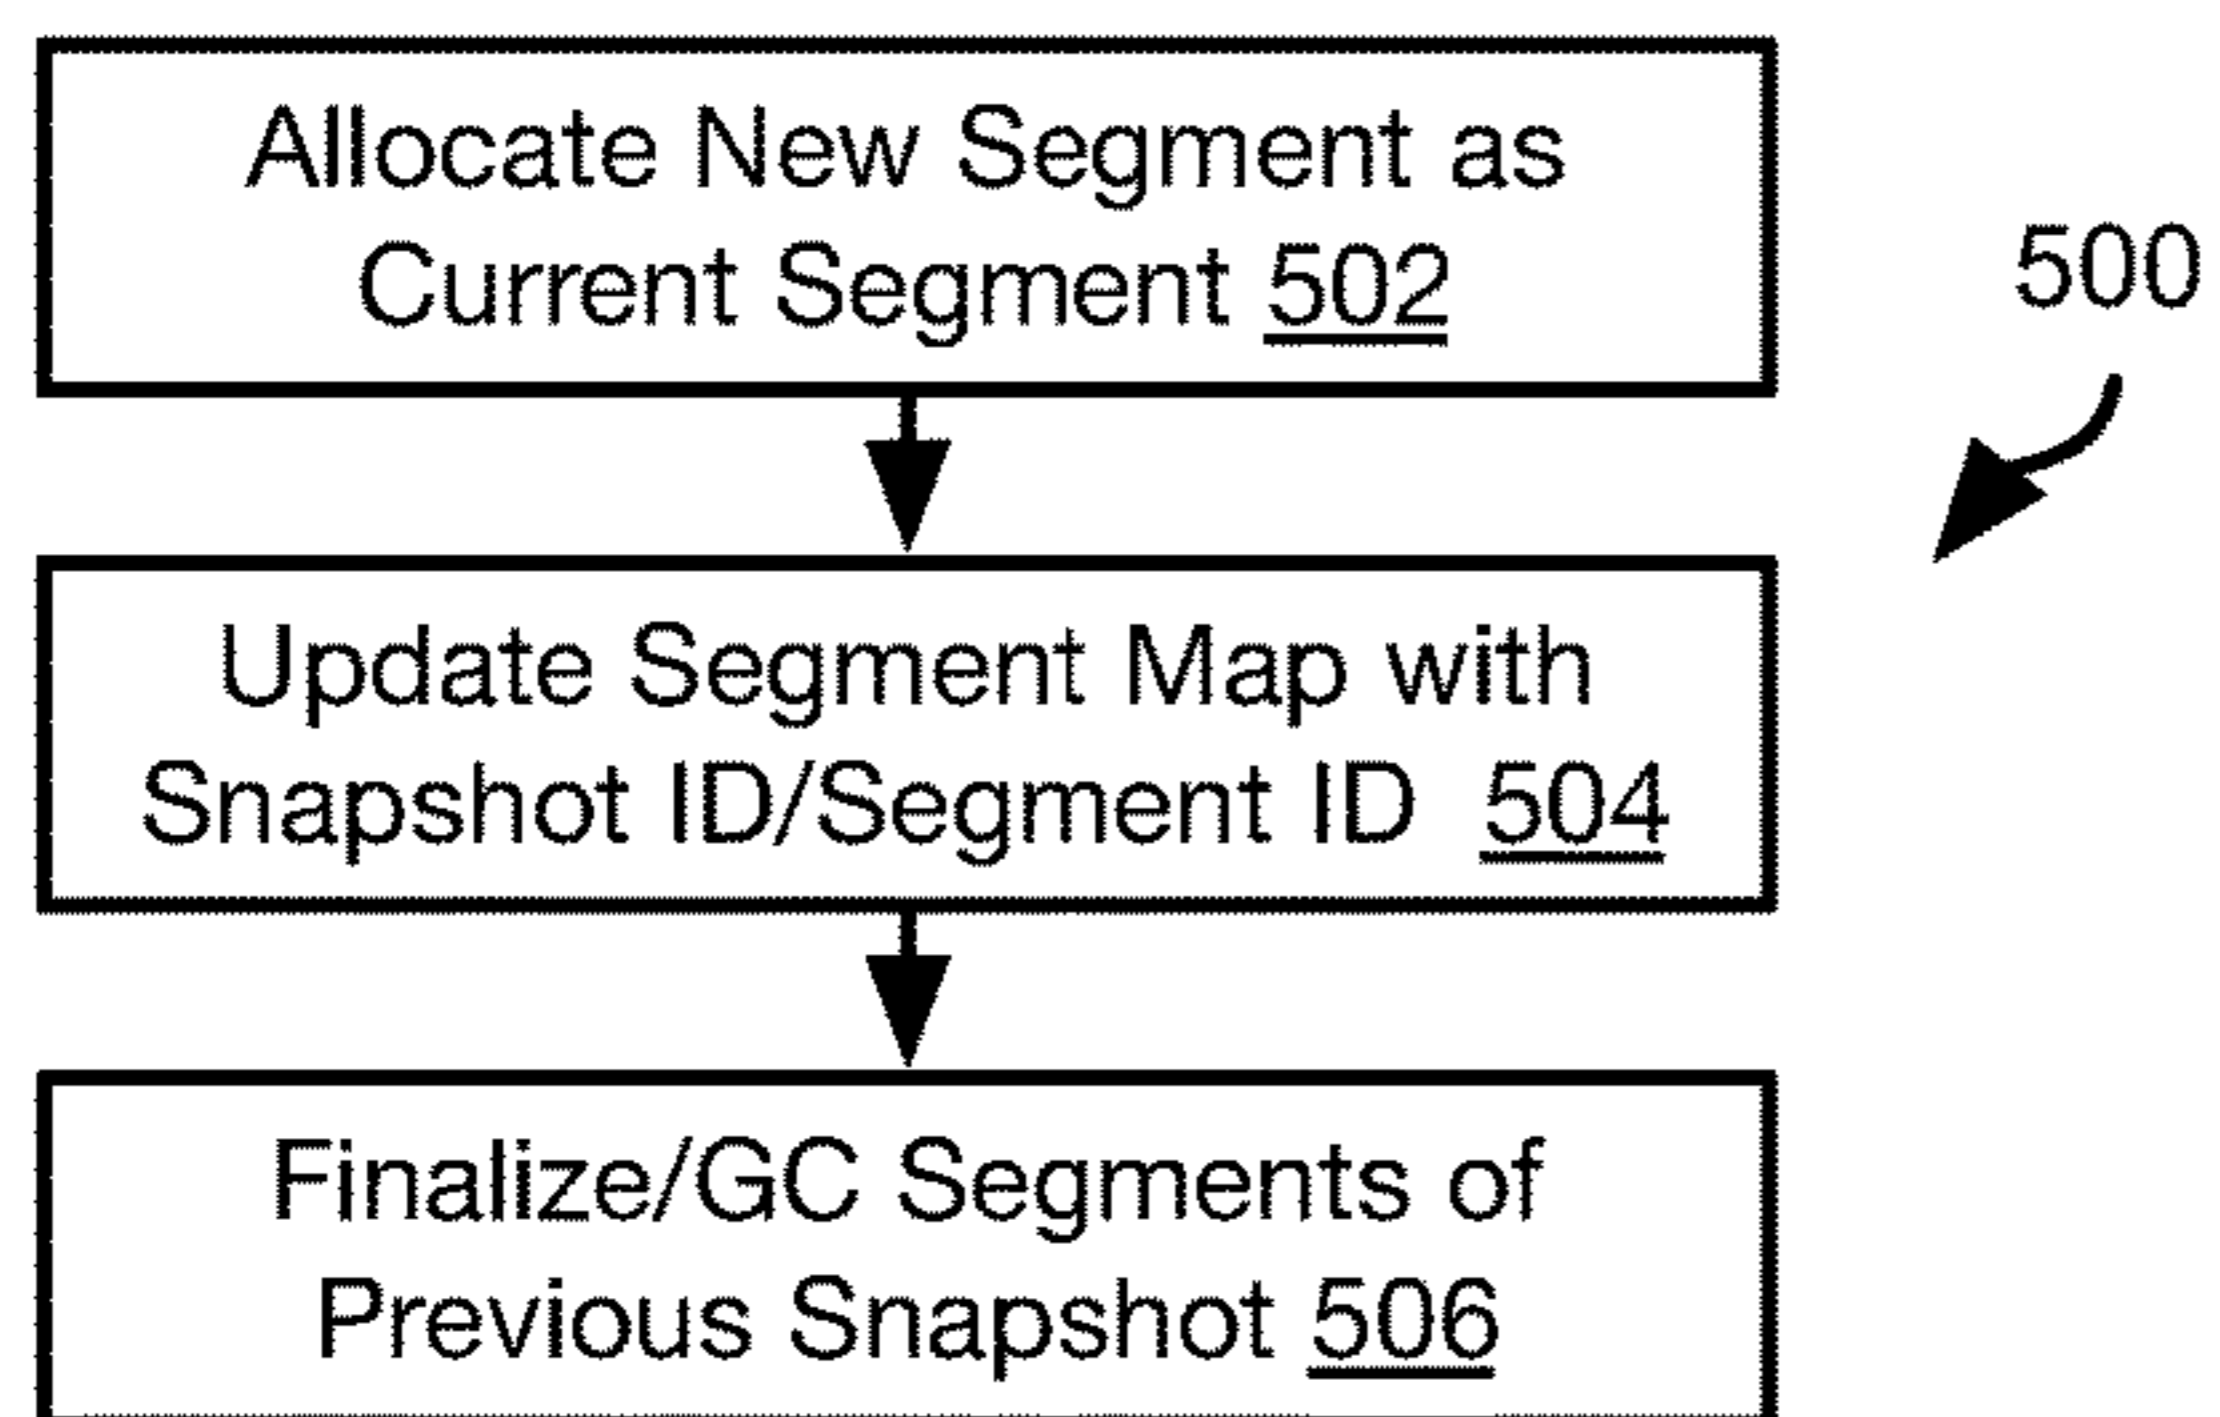 Allocate New Segment as
Current Segment 502
500
Update Segment Map with
Snapshot ID/Segment ID 504
Finalize/GC Segments of
Previous Snapshot 506